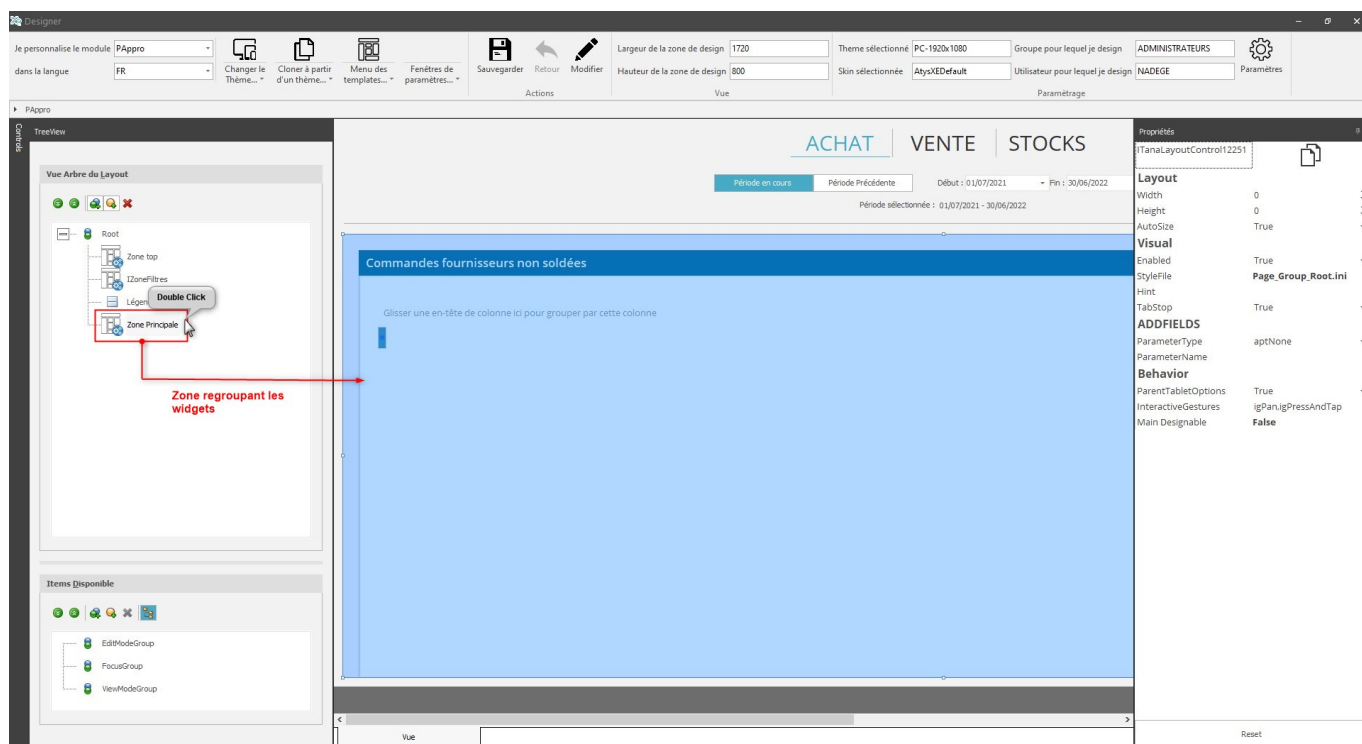 Designer
Je personnalise le module PAppro
dans la langue FR
Changer le Thème...
Cloner à partir d'un thème...
Menu des templates...
Fenêtres de paramètres...
Sauvegarder Retour Modifier
Actions
Largeur de la zone de design 1720
Hauteur de la zone de design 800
Vue
Theme sélectionné PC-1920x1080
Skin sélectionnée AtysXEDefault
Groupe pour lequel je design ADMINISTRATEURS
Utilisateur pour lequel je design NADEGE
Paramètrage
Paramètres
PAppro
Controls
TreeView
Vue Arbre du Layout
Root
Zone top
IZoneFiltres
Légen
Double Click
Zone Principale
Zone regroupant les
widgets
Items Disponible
EditModeGroup
FocusGroup
ViewModeGroup
ACHAT VENTE STOCKS
Période en cours Période Précédente Début : 01/07/2021 Fin : 30/06/2022
Période sélectionnée : 01/07/2021 - 30/06/2022
Commandes fournisseurs non soldées
Glisser une en-tête de colonne ici pour grouper par cette colonne
Vue
Propriétés
ITanaLayoutControl12251
Layout
Width 0
Height 0
AutoSize True
Visual
Enabled True
StyleFile Page_Group_Root.ini
Hint
TabStop True
ADDFIELDS
ParameterType aptNone
ParameterName
Behavior
ParentTabletOptions True
InteractiveGestures igPan,igPressAndTap
Main Designable False
Reset